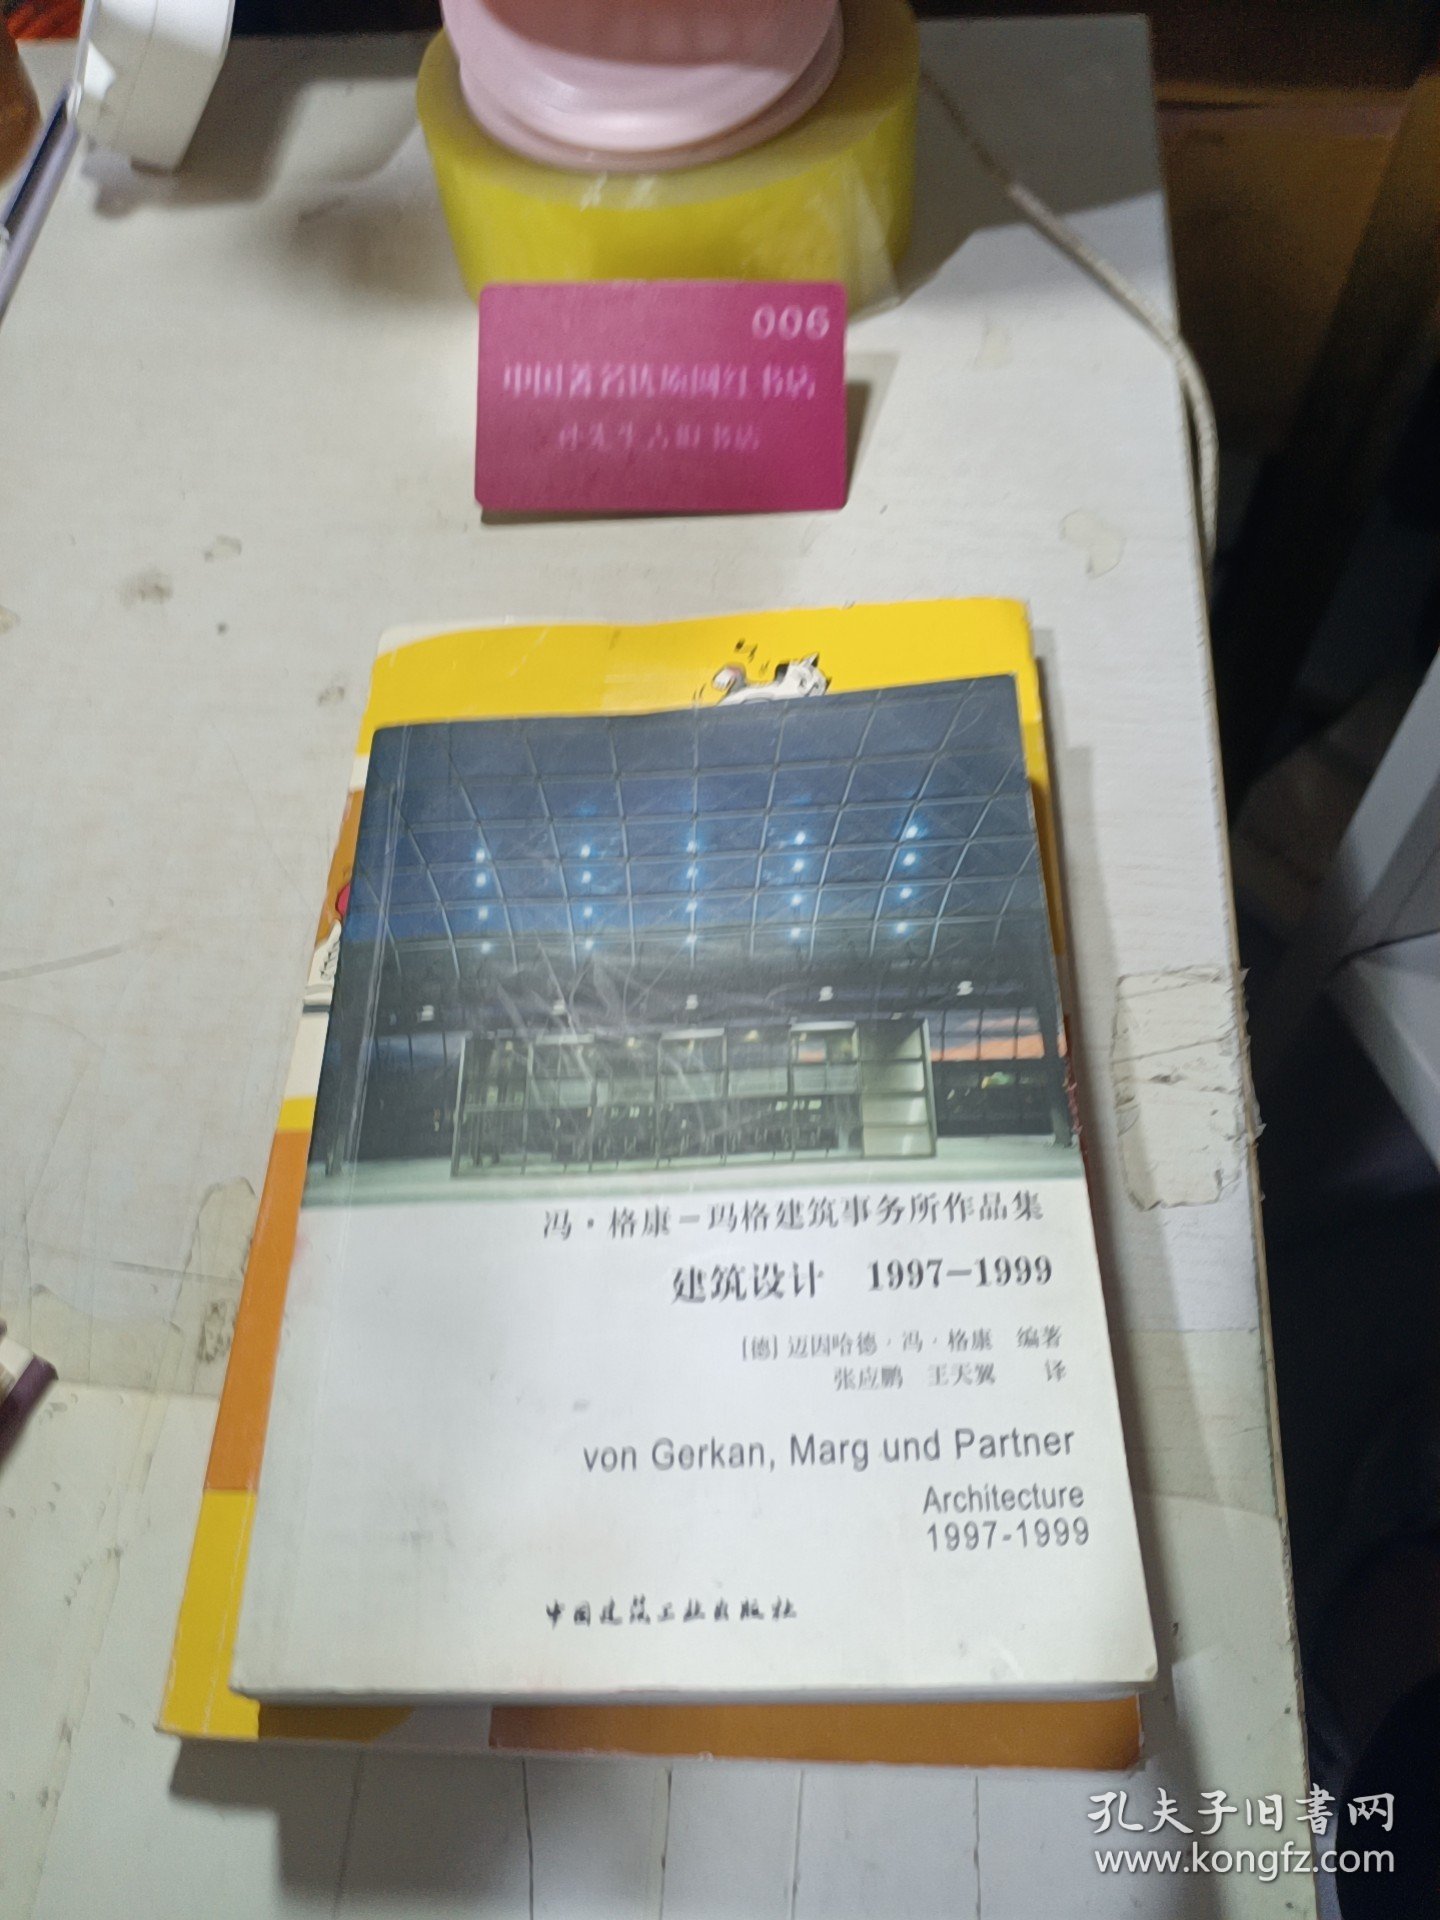 006
中国著名优质网红书店
孙先生古旧书店
冯·格康-玛格建筑事务所作品集
建筑设计 1997-1999
[德] 迈因哈德·冯·格康 编著
张应鹏 王天翼 译
von Gerkan, Marg und Partner
Architecture
1997-1999
中国建筑工业出版社
孔夫子旧書网
www.kongfz.com